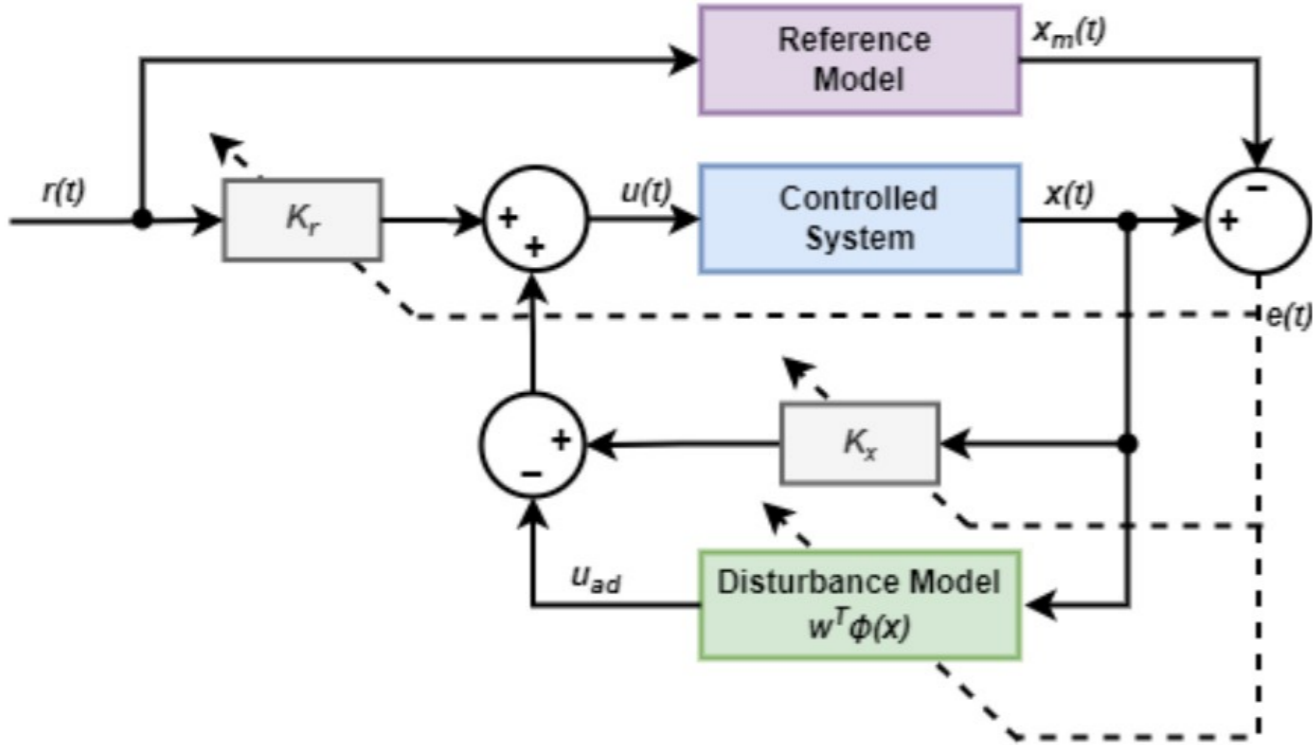 Reference
Model
x_m(t)
r(t)
K_r
+
+
u(t)
Controlled
System
x(t)
−
+
e(t)
+
−
K_x
u_ad
Disturbance Model
w^T ϕ(x)